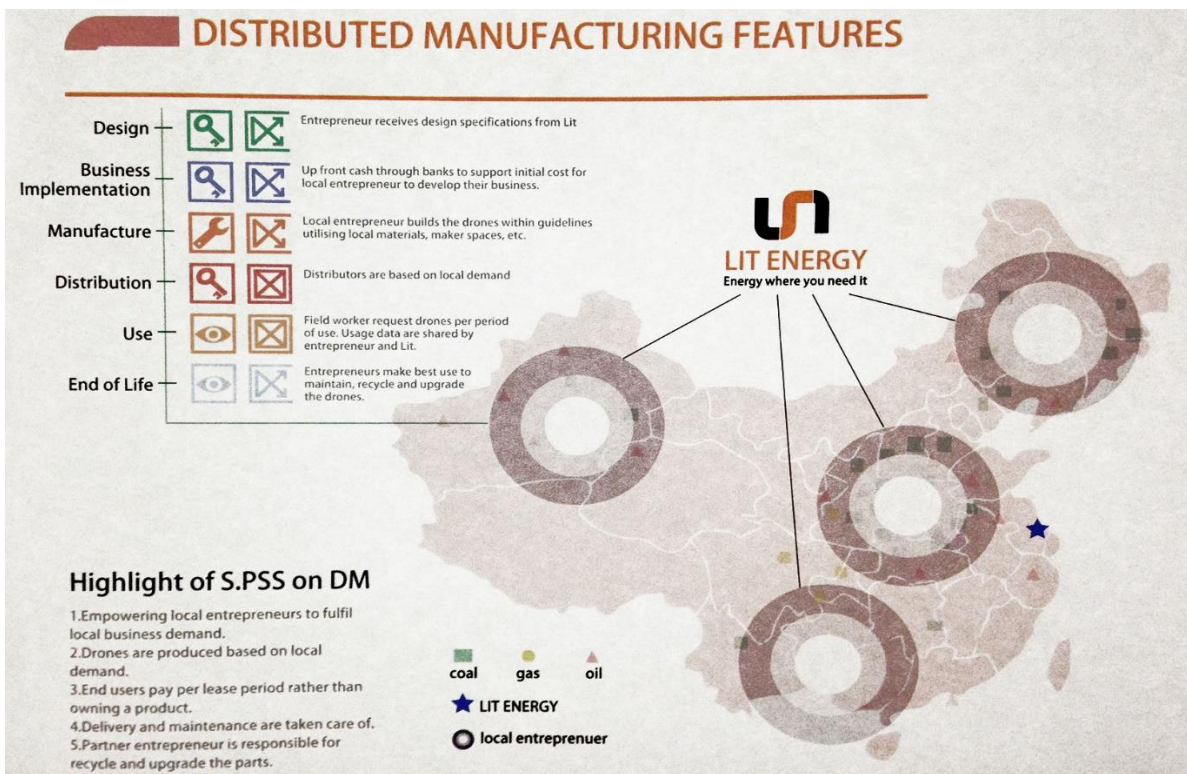 DISTRIBUTED MANUFACTURING FEATURES
Design
Entrepreneur receives design specifications from Lit
Business
Implementation
Up front cash through banks to support initial cost for
local entrepreneur to develop their business.
Manufacture
Local entrepreneur builds the drones within guidelines
utilising local materials, maker spaces, etc.
Distribution
Distributors are based on local demand
Use
Field worker request drones per period
of use. Usage data are shared by
entrepreneur and Lit.
End of Life
Entrepreneurs make best use to
maintain, recycle and upgrade
the drones.
LIT ENERGY
Energy where you need it
Highlight of S.PSS on DM
1.Empowering local entrepreneurs to fulfil
local business demand.
2.Drones are produced based on local
demand.
3.End users pay per lease period rather than
owning a product.
4.Delivery and maintenance are taken care of.
5.Partner entrepreneur is responsible for
recycle and upgrade the parts.
coal gas oil
LIT ENERGY
local entreprenuer